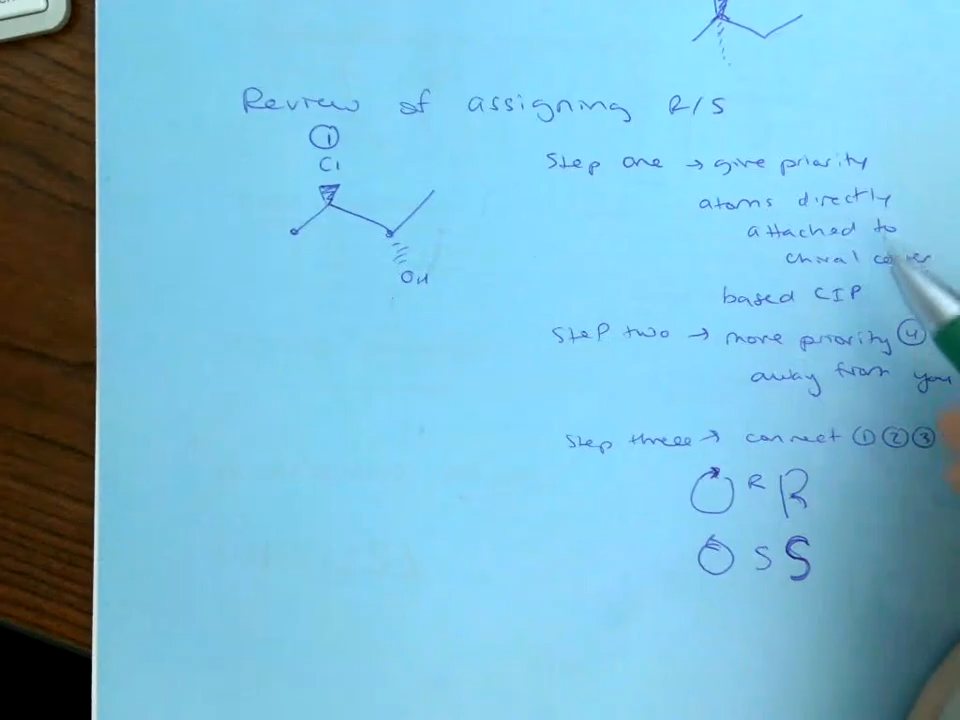 Review of assigning R/S
①
Cl
OH
Step one → give priority
atoms directly
attached to
chiral
based CIP
Step two → move priority ④
away from you
Step three → connect ① ② ③
R R
S S